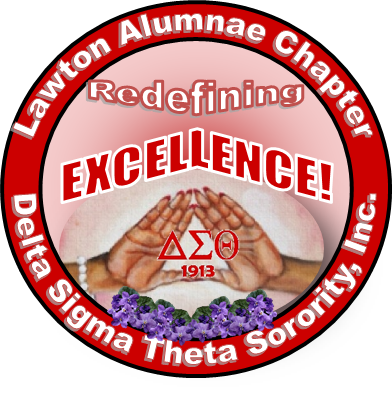 Lawton Alumnae Chapter
Redefining
EXCELLENCE!
ΔΣΘ
1913
Delta Sigma Theta Sorority, Inc.